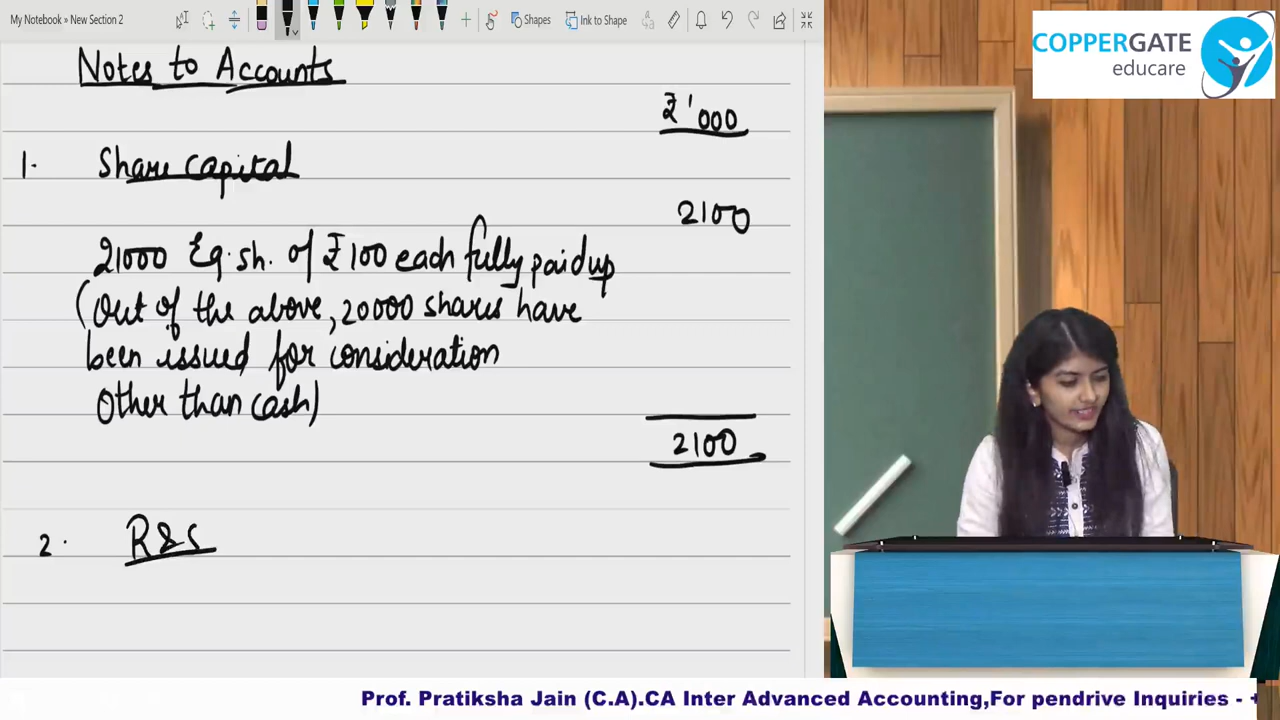 My Notebook » New Section 2
Shapes
Ink to Shape
COPPERGATE
educare
Notes to Accounts
₹'000
1. Share Capital
2100
21000 Eq. sh. of ₹100 each fully paid up
(Out of the above, 20000 shares have
been issued for consideration
Other than cash)
2100
2. R&S
Prof. Pratiksha Jain (C.A).CA Inter Advanced Accounting,For pendrive Inquiries - +